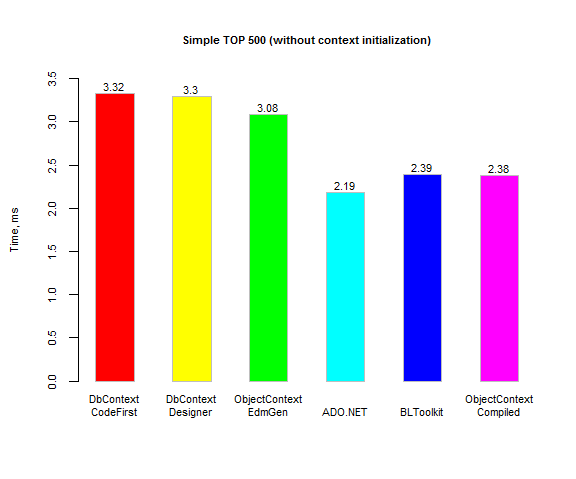 Simple TOP 500 (without context initialization)
Time, ms
3.5
3.0
2.5
2.0
1.5
1.0
0.5
0.0
3.32
3.3
3.08
2.19
2.39
2.38
DbContext
CodeFirst
DbContext
Designer
ObjectContext
EdmGen
ADO.NET
BLToolkit
ObjectContext
Compiled